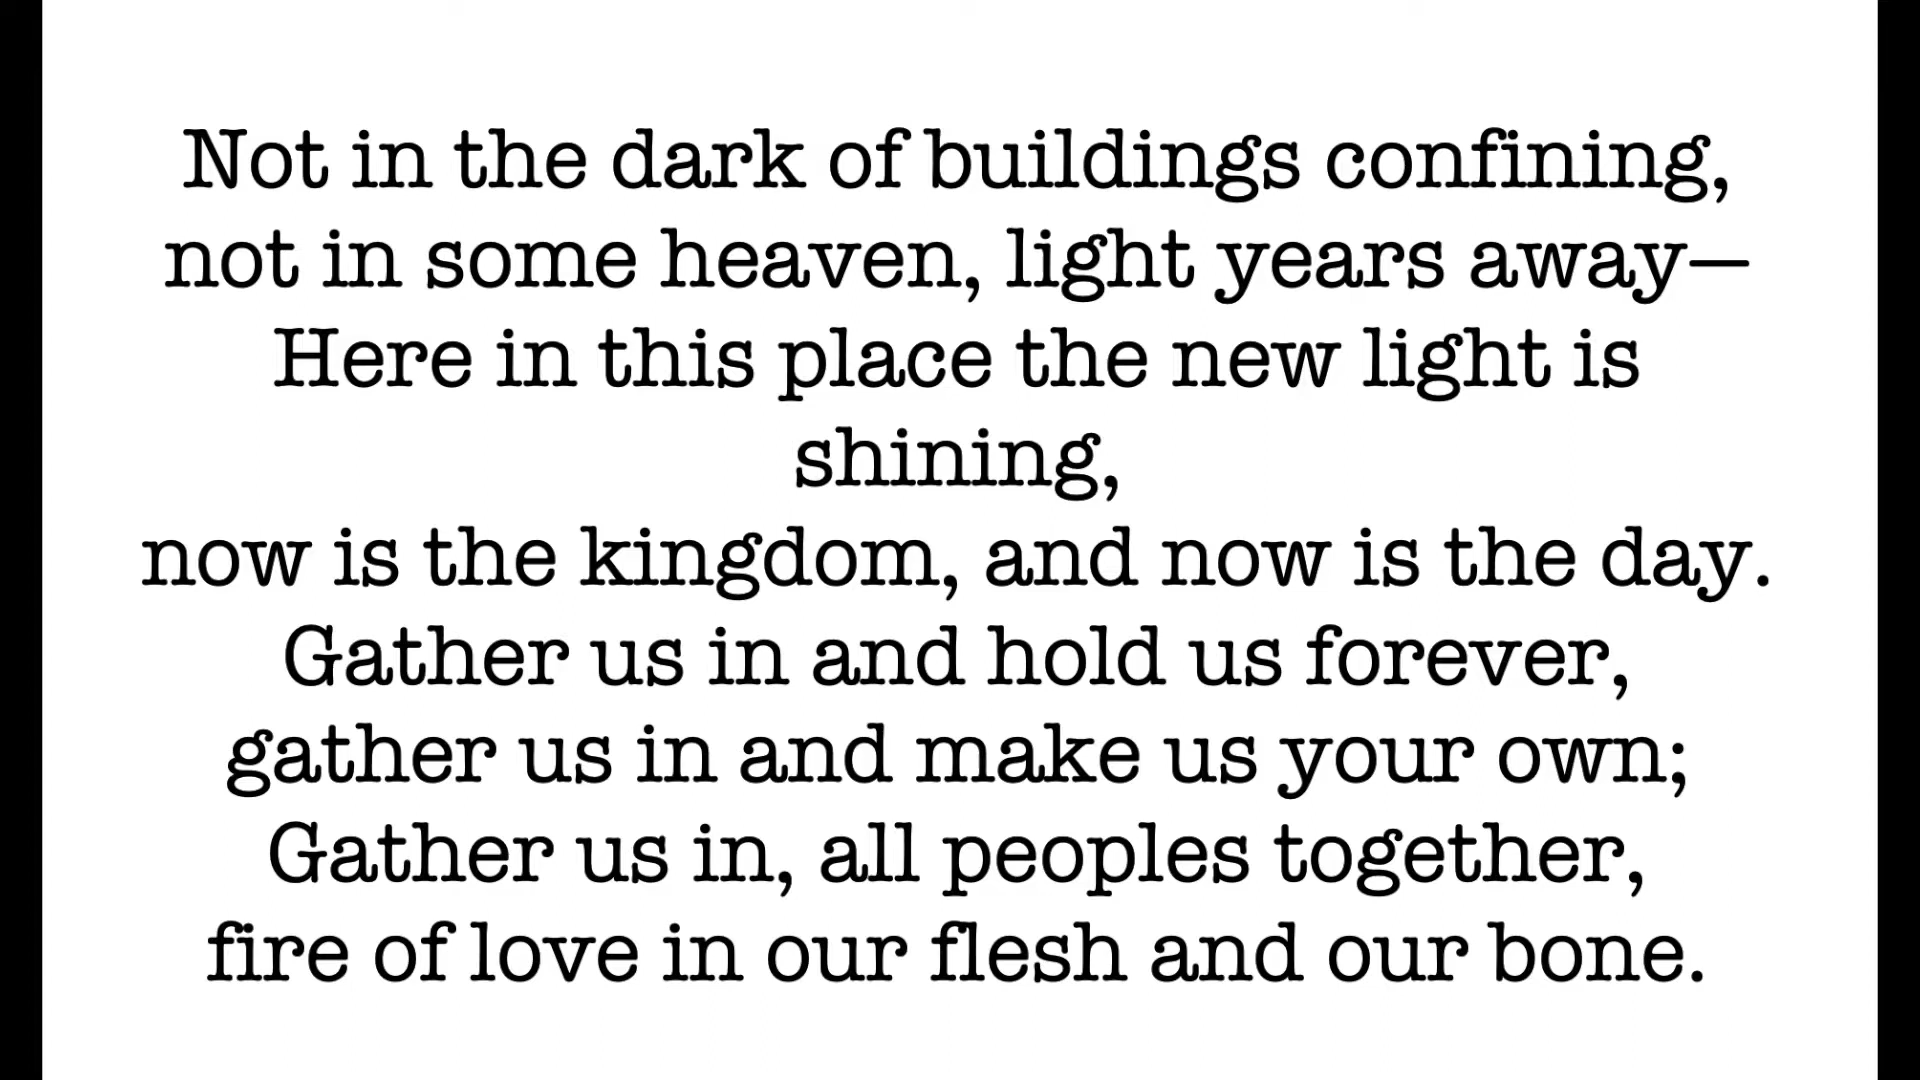 Not in the dark of buildings confining,
not in some heaven, light years away—
Here in this place the new light is
shining,
now is the kingdom, and now is the day.
Gather us in and hold us forever,
gather us in and make us your own;
Gather us in, all peoples together,
fire of love in our flesh and our bone.